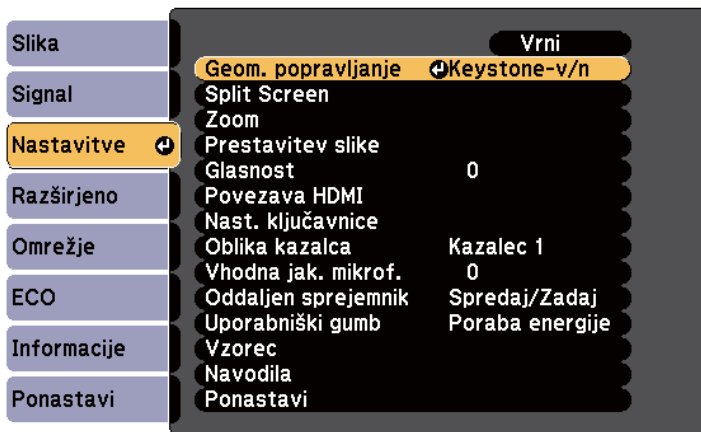 Slika
Signal
Nastavitve
Razširjeno
Omrežje
ECO
Informacije
Ponastavi
Vrni
Geom. popravljanje Keystone-v/n
Split Screen
Zoom
Prestavitev slike
Glasnost 0
Povezava HDMI
Nast. ključavnice
Oblika kazalca Kazalec 1
Vhodna jak. mikrof. 0
Oddaljen sprejemnik Spredaj/Zadaj
Uporabniški gumb Poraba energije
Vzorec
Navodila
Ponastavi